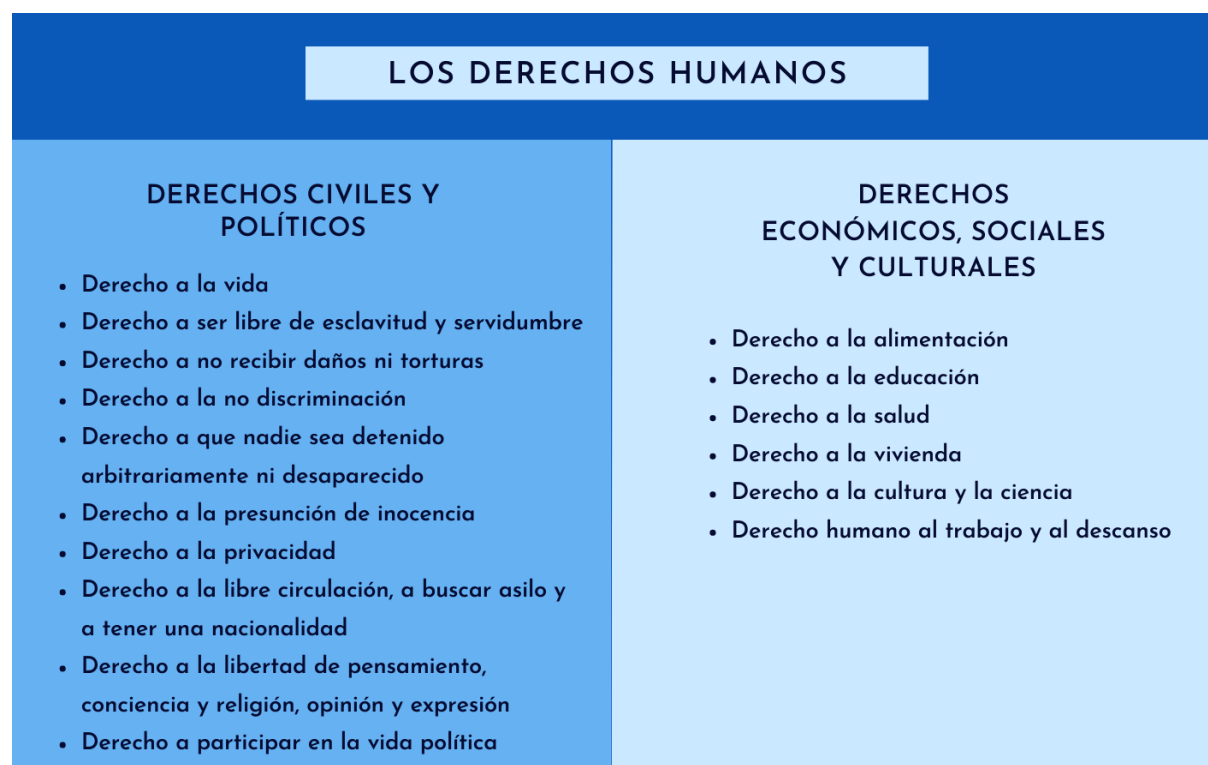 LOS DERECHOS HUMANOS
DERECHOS CIVILES Y
POLÍTICOS
• Derecho a la vida
• Derecho a ser libre de esclavitud y servidumbre
• Derecho a no recibir daños ni torturas
• Derecho a la no discriminación
• Derecho a que nadie sea detenido
arbitrariamente ni desaparecido
• Derecho a la presunción de inocencia
• Derecho a la privacidad
• Derecho a la libre circulación, a buscar asilo y
a tener una nacionalidad
• Derecho a la libertad de pensamiento,
conciencia y religión, opinión y expresión
• Derecho a participar en la vida política
DERECHOS
ECONÓMICOS, SOCIALES
Y CULTURALES
• Derecho a la alimentación
• Derecho a la educación
• Derecho a la salud
• Derecho a la vivienda
• Derecho a la cultura y la ciencia
• Derecho humano al trabajo y al descanso